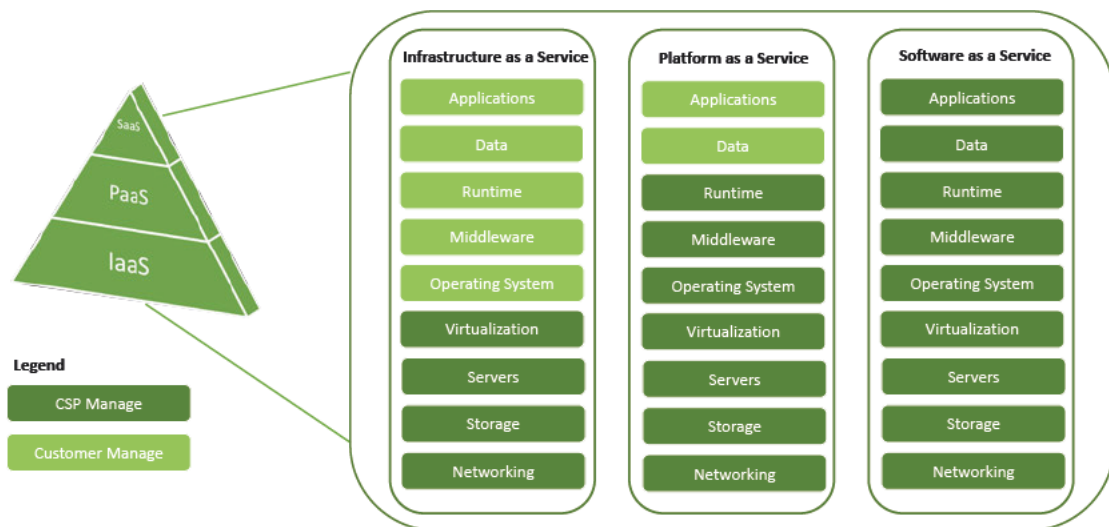 SaaS
PaaS
IaaS
Legend
CSP Manage
Customer Manage
Infrastructure as a Service
Applications
Data
Runtime
Middleware
Operating System
Virtualization
Servers
Storage
Networking
Platform as a Service
Applications
Data
Runtime
Middleware
Operating System
Virtualization
Servers
Storage
Networking
Software as a Service
Applications
Data
Runtime
Middleware
Operating System
Virtualization
Servers
Storage
Networking